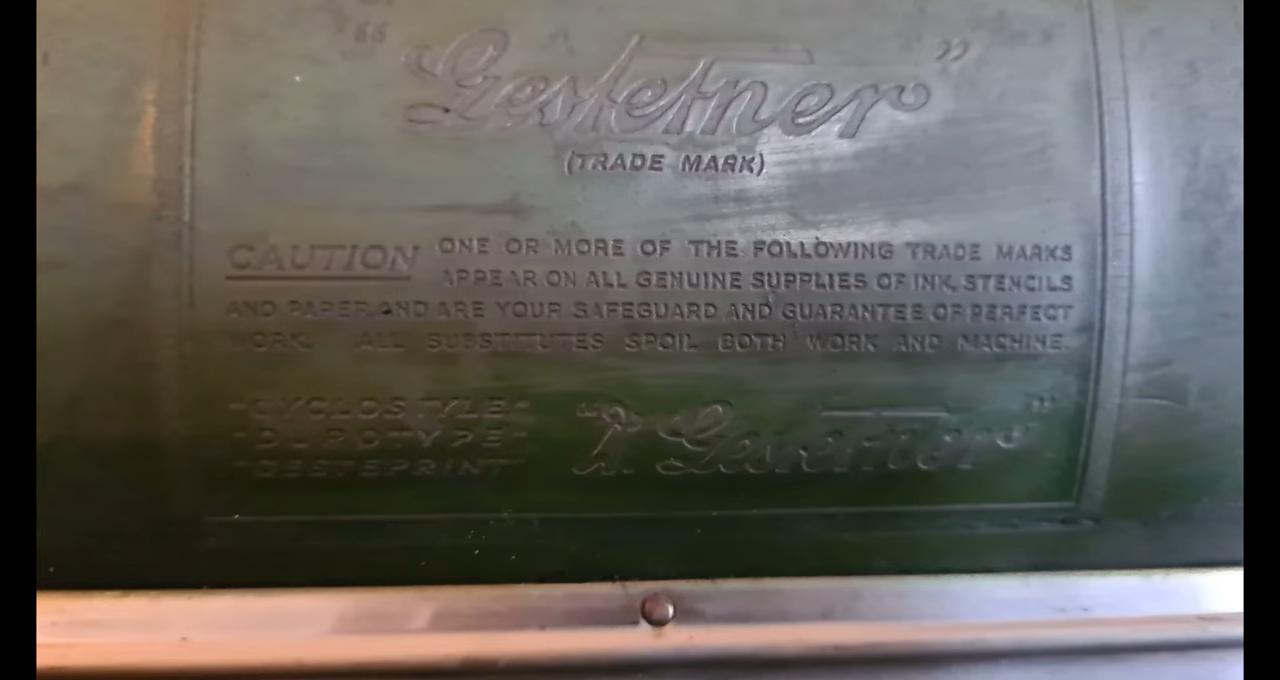 “Gestetner”
(TRADE MARK)
CAUTION ONE OR MORE OF THE FOLLOWING TRADE MARKS
APPEAR ON ALL GENUINE SUPPLIES OF INK, STENCILS
AND PAPER, AND ARE YOUR SAFEGUARD AND GUARANTEE OF PERFECT
WORK. ALL SUBSTITUTES SPOIL BOTH WORK AND MACHINE.
"CYCLOSTYLE"
"DUROTYPE"
"GESTEPRINT"
“D. Gestetner”